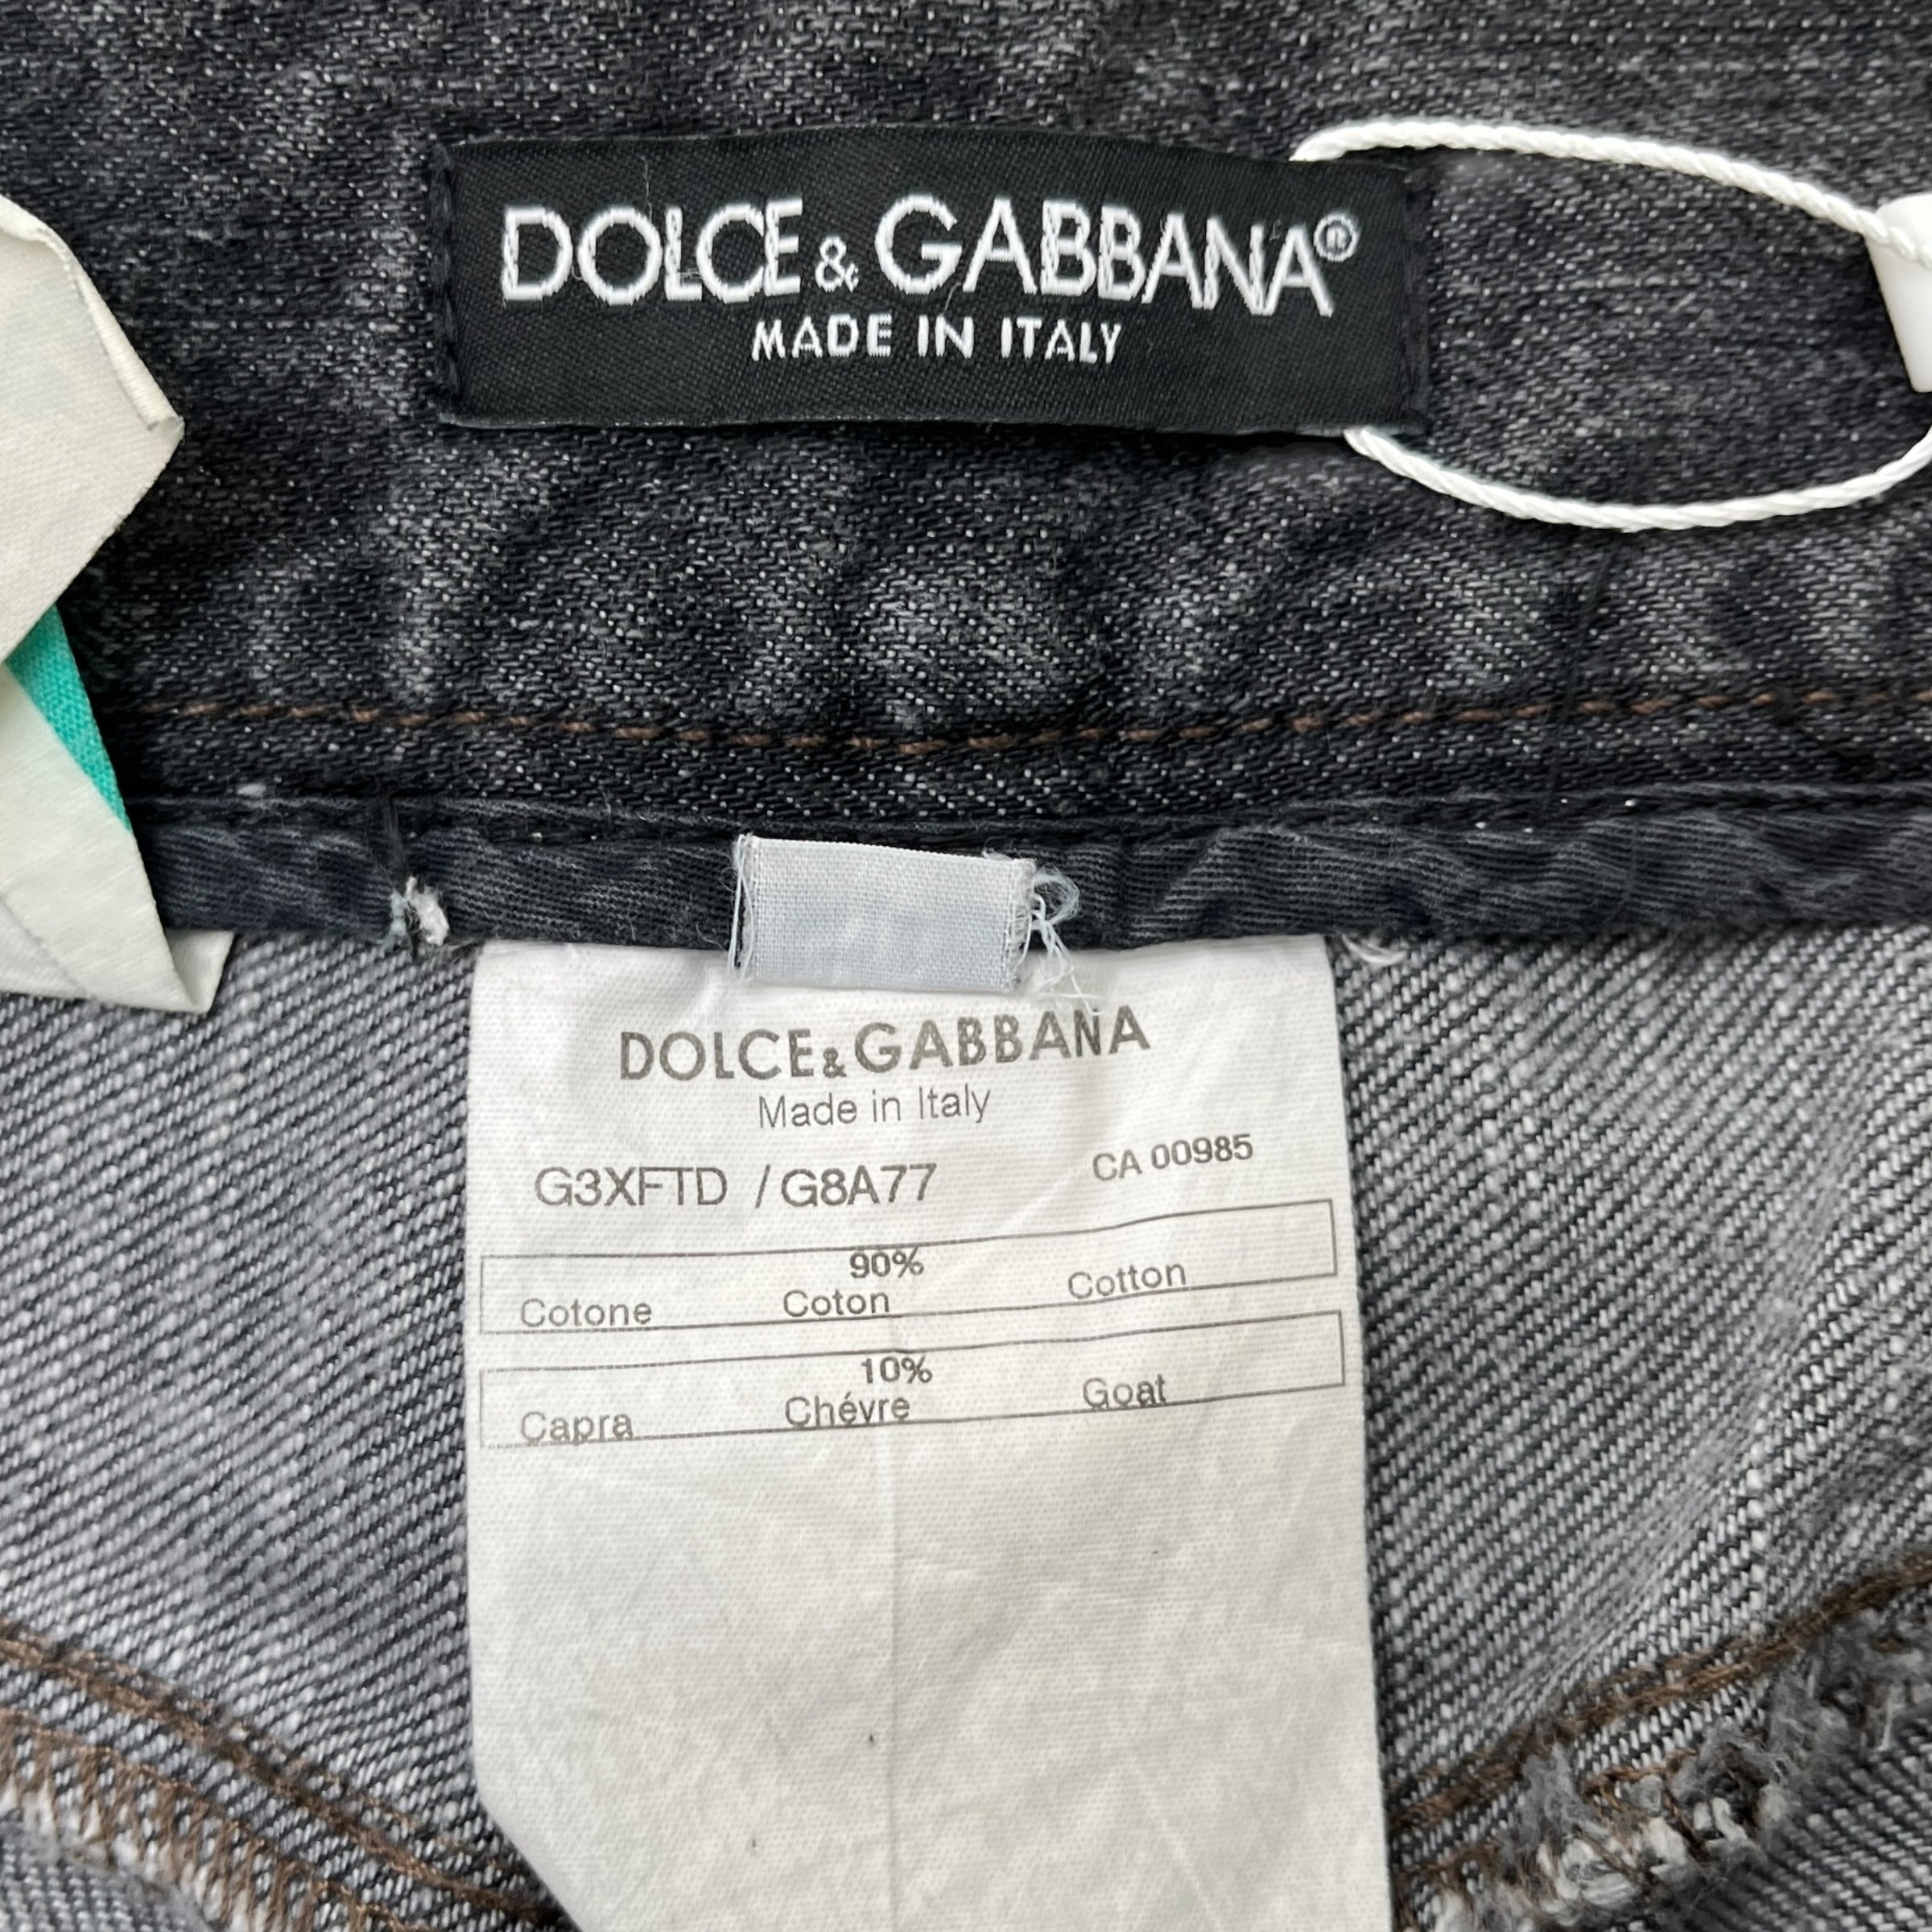 DOLCE & GABBANA®
MADE IN ITALY
DOLCE & GABBANA
Made in Italy
G3XFTD / G8A77 CA 00985
90%
Cotone Coton Cotton
10%
Capra Chévre Goat